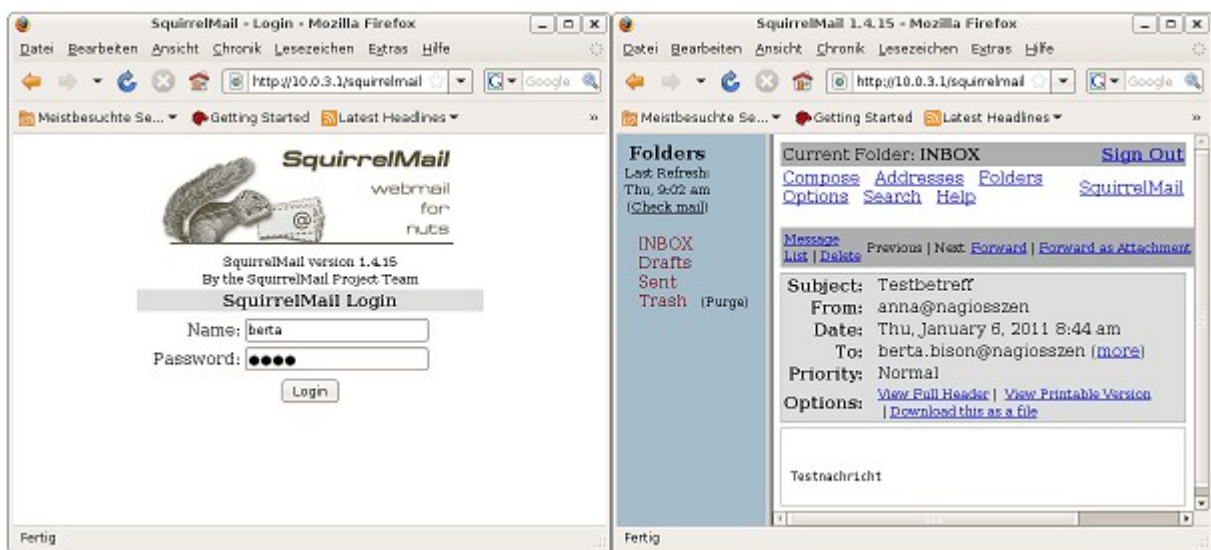 SquirrelMail - Login - Mozilla Firefox
Datei Bearbeiten Ansicht Chronik Lesezeichen Extras Hilfe
http://10.0.3.1/squirrelmail
Google
Meistbesuchte Se... Getting Started Latest Headlines »
SquirrelMail
webmail
for
nuts
@
SquirrelMail version 1.4.15
By the SquirrelMail Project Team
SquirrelMail Login
Name: berta
Password: ●●●●
Login
Fertig
SquirrelMail 1.4.15 - Mozilla Firefox
Datei Bearbeiten Ansicht Chronik Lesezeichen Extras Hilfe
http://10.0.3.1/squirrelmail
Google
Meistbesuchte Se... Getting Started Latest Headlines »
Folders
Last Refresh:
Thu, 9:02 am
(Check mail)
INBOX
Drafts
Sent
Trash (Purge)
Current Folder: INBOX Sign Out
Compose Addresses Folders
Options Search Help
SquirrelMail
Message
List | Delete
Previous | Next Forward | Forward as Attachment
Subject: Testbetreff
From: anna@nagiosszen
Date: Thu, January 6, 2011 8:44 am
To: berta.bison@nagiosszen (more)
Priority: Normal
Options: View Full Header | View Printable Version
| Download this as a file
Testnachricht
Fertig